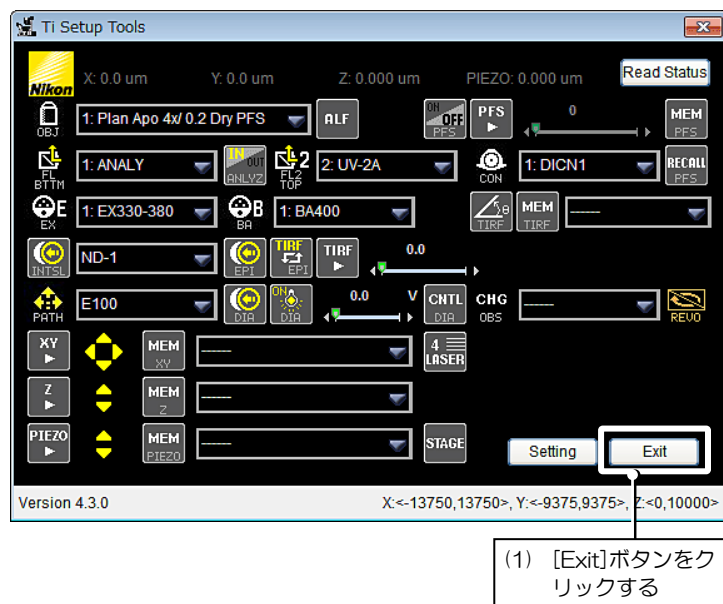 Ti Setup Tools
Nikon X: 0.0 um Y: 0.0 um Z: 0.000 um PIEZO: 0.000 um Read Status
OBJ 1: Plan Apo 4x/ 0.2 Dry PFS ALF ON OFF PFS PFS 0 MEM PFS
FL BTTM 1: ANALY IN OUT ANLYZ 2 FL2 TOP 2: UV-2A CON 1: DICN1 RECALL PFS
E EX 1: EX330-380 B BA 1: BA400 θ TIRF MEM TIRF -----
INTSL ND-1 EPI TIRF EPI TIRF 0.0
PATH E100 DIA ON DIA 0.0 V CNTL DIA CHG OBS ----- REVO
XY MEM XY ----- 4 LASER
Z MEM Z -----
PIEZO MEM PIEZO ----- STAGE Setting Exit
Version 4.3.0 X:<-13750,13750>, Y:<-9375,9375>, Z:<0,10000>
(1) [Exit]ボタンをク
リックする